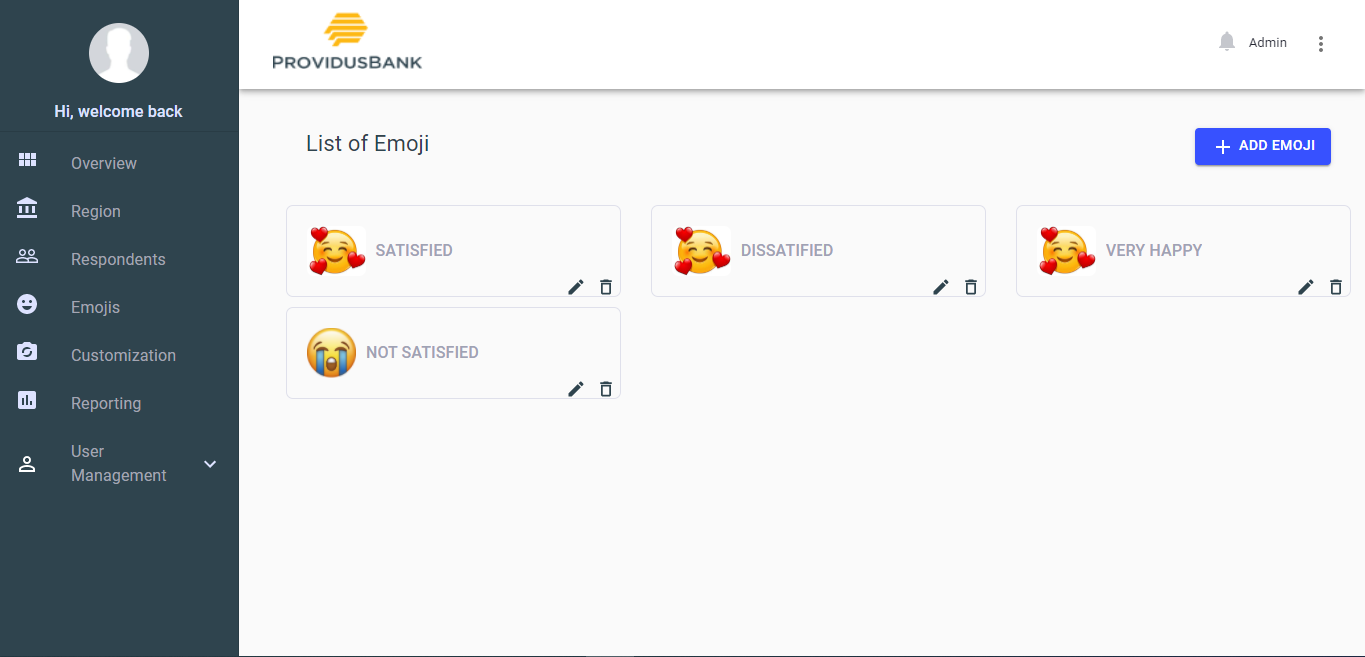 PROVIDUSBANK
Admin
Hi, welcome back
Overview
Region
Respondents
Emojis
Customization
Reporting
User
Management
List of Emoji
ADD EMOJI
SATISFIED
DISSATIFIED
VERY HAPPY
NOT SATISFIED